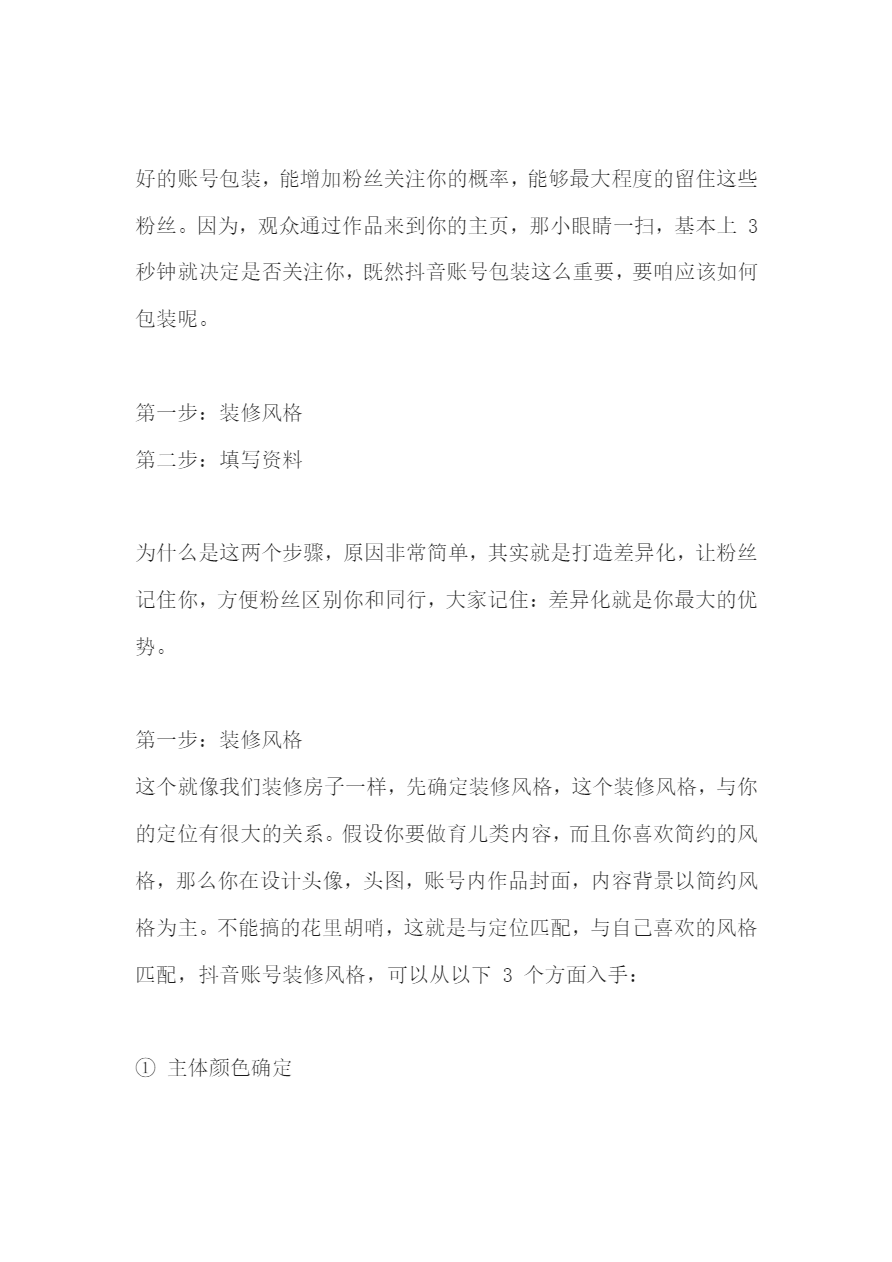 好的账号包装，能增加粉丝关注你的概率，能够最大程度的留住这些
粉丝。因为，观众通过作品来到你的主页，那小眼睛一扫，基本上 3
秒钟就决定是否关注你，既然抖音账号包装这么重要，要咱应该如何
包装呢。
第一步：装修风格
第二步：填写资料
为什么是这两个步骤，原因非常简单，其实就是打造差异化，让粉丝
记住你，方便粉丝区别你和同行，大家记住：差异化就是你最大的优
势。
第一步：装修风格
这个就像我们装修房子一样，先确定装修风格，这个装修风格，与你
的定位有很大的关系。假设你要做育儿类内容，而且你喜欢简约的风
格，那么你在设计头像，头图，账号内作品封面，内容背景以简约风
格为主。不能搞的花里胡哨，这就是与定位匹配，与自己喜欢的风格
匹配，抖音账号装修风格，可以从以下 3 个方面入手：
① 主体颜色确定